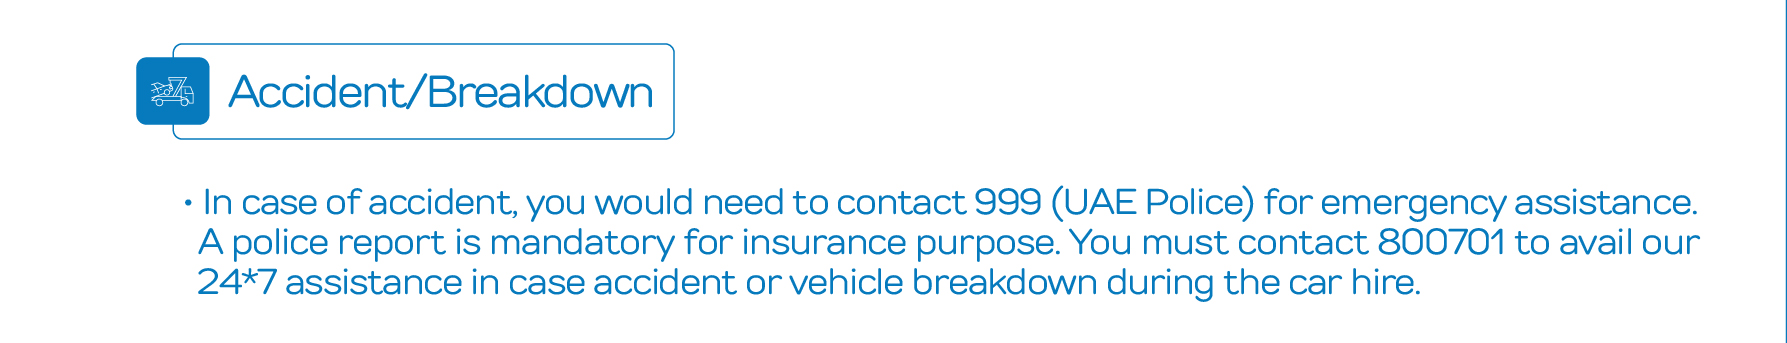 Accident/Breakdown
• In case of accident, you would need to contact 999 (UAE Police) for emergency assistance.
A police report is mandatory for insurance purpose. You must contact 800701 to avail our
24*7 assistance in case accident or vehicle breakdown during the car hire.